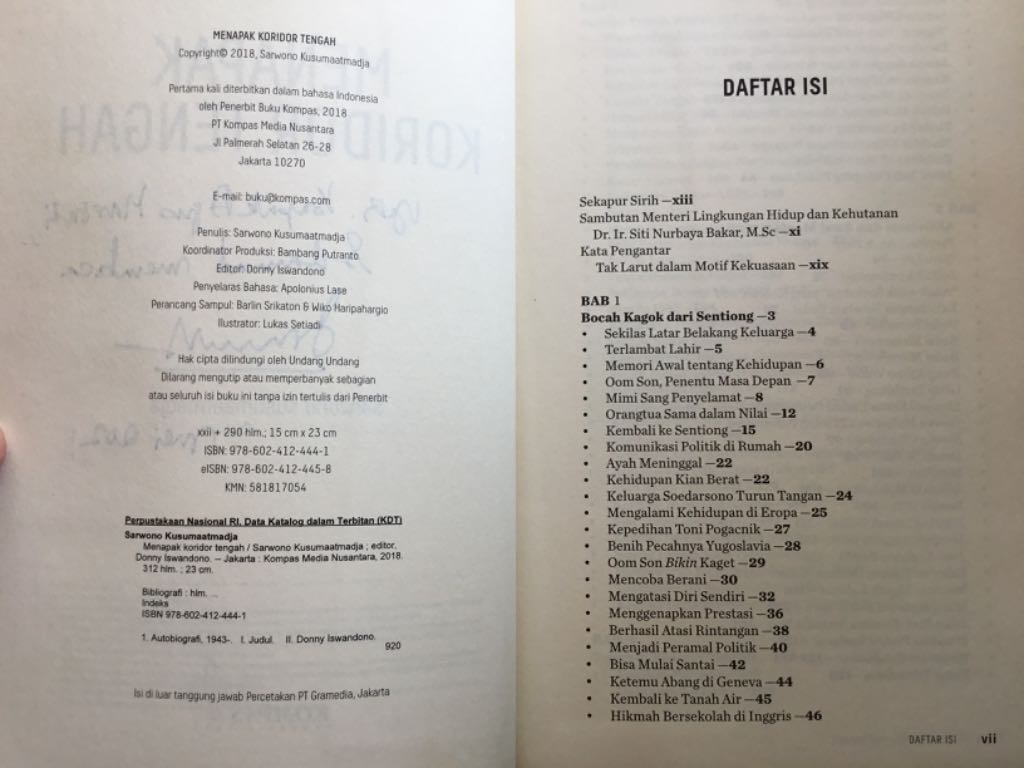 MENAPAK KORIDOR TENGAH
Copyright© 2018, Sarwono Kusumaatmadja
Pertama kali diterbitkan dalam bahasa Indonesia
oleh Penerbit Buku Kompas, 2018
PT Kompas Media Nusantara
Jl Palmerah Selatan 26-28
Jakarta 10270
E-mail: buku@kompas.com
Penulis: Sarwono Kusumaatmadja
Koordinator Produksi: Bambang Putranto
Editor: Donny Iswandono
Penyelaras Bahasa: Apolonius Lase
Perancang Sampul: Barlin Srikaton & Wiko Haripahargio
Illustrator: Lukas Setiadi
Hak cipta dilindungi oleh Undang Undang
Dilarang mengutip atau memperbanyak sebagian
atau seluruh isi buku ini tanpa izin tertulis dari Penerbit
xxii + 290 hlm.; 15 cm x 23 cm
ISBN: 978-602-412-444-1
eISBN: 978-602-412-445-8
KMN: 581817054
Perpustakaan Nasional RI, Data Katalog dalam Terbitan (KDT)
Sarwono Kusumaatmadja
Menapak koridor tengah / Sarwono Kusumaatmadja ; editor,
Donny Iswandono. – Jakarta : Kompas Media Nusantara, 2018.
312 hlm. ; 23 cm.
Bibliografi : hlm. ...
Indeks
ISBN 978-602-412-444-1
1. Autobiografi, 1943-. I. Judul. II. Donny Iswandono.
920
Isi di luar tanggung jawab Percetakan PT Gramedia, Jakarta
DAFTAR ISI
Sekapur Sirih —xiii
Sambutan Menteri Lingkungan Hidup dan Kehutanan
Dr. Ir. Siti Nurbaya Bakar, M.Sc —xi
Kata Pengantar
Tak Larut dalam Motif Kekuasaan —xix
BAB 1
Bocah Kagok dari Sentiong —3
• Sekilas Latar Belakang Keluarga —4
• Terlambat Lahir —5
• Memori Awal tentang Kehidupan —6
• Oom Son, Penentu Masa Depan —7
• Mimi Sang Penyelamat —8
• Orangtua Sama dalam Nilai —12
• Kembali ke Sentiong —15
• Komunikasi Politik di Rumah —20
• Ayah Meninggal —22
• Kehidupan Kian Berat —22
• Keluarga Soedarsono Turun Tangan —24
• Mengalami Kehidupan di Eropa —25
• Kepedihan Toni Pogacnik —27
• Benih Pecahnya Yugoslavia —28
• Oom Son Bikin Kaget —29
• Mencoba Berani —30
• Mengatasi Diri Sendiri —32
• Menggenapkan Prestasi —36
• Berhasil Atasi Rintangan —38
• Menjadi Peramal Politik —40
• Bisa Mulai Santai —42
• Ketemu Abang di Geneva —44
• Kembali ke Tanah Air —45
• Hikmah Bersekolah di Inggris —46
DAFTAR ISI vii